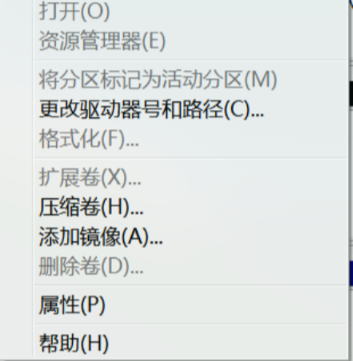 打开(O)
资源管理器(E)
将分区标记为活动分区(M)
更改驱动器号和路径(C)...
格式化(F)...
扩展卷(X)...
压缩卷(H)...
添加镜像(A)...
删除卷(D)...
属性(P)
帮助(H)